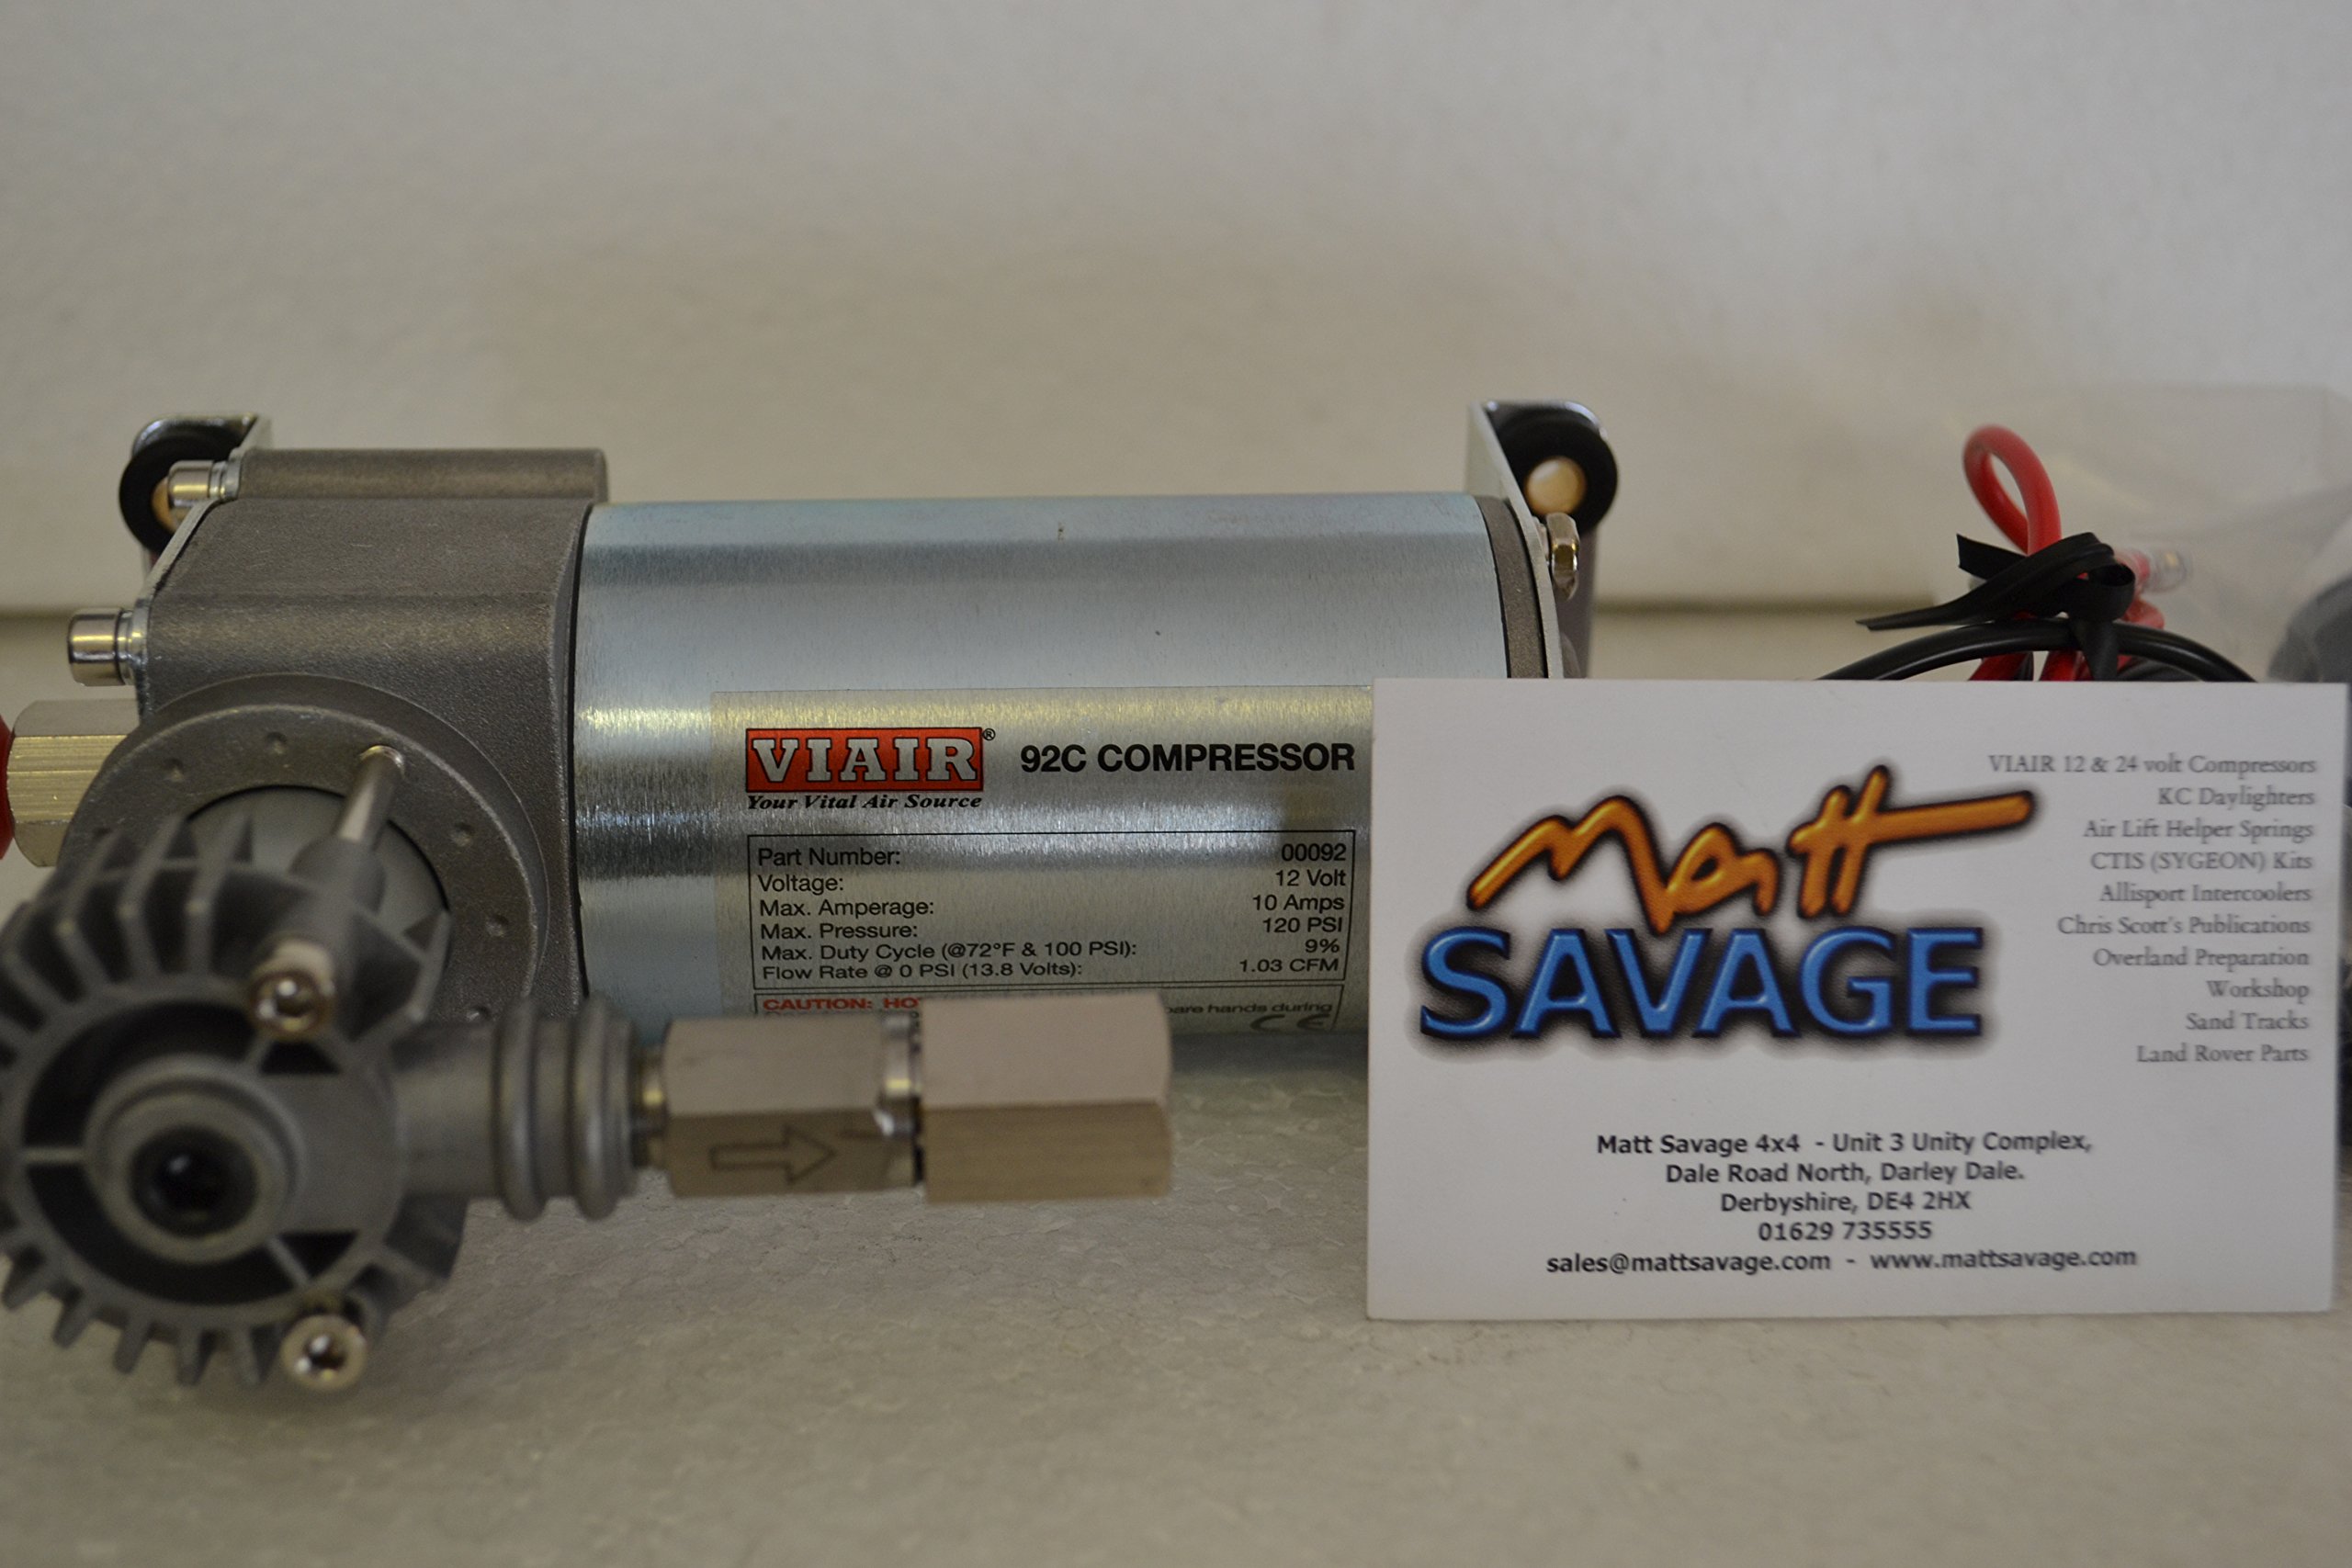 VIAIR®
Your Vital Air Source
92C COMPRESSOR
Part Number: 00092
Voltage: 12 Volt
Max. Amperage: 10 Amps
Max. Pressure: 120 PSI
Max. Duty Cycle (@72°F & 100 PSI): 9%
Flow Rate @ 0 PSI (13.8 Volts): 1.03 CFM
CAUTION:
hands during
CE
Matt
SAVAGE
VIAIR 12 & 24 volt Compressors
KC Daylighters
Air Lift Helper Springs
CTIS (SYGEON) Kits
Allisport Intercoolers
Chris Scott's Publications
Overland Preparation
Workshop
Sand Tracks
Land Rover Parts
Matt Savage 4x4 - Unit 3 Unity Complex,
Dale Road North, Darley Dale.
Derbyshire, DE4 2HX
01629 735555
sales@mattsavage.com - www.mattsavage.com